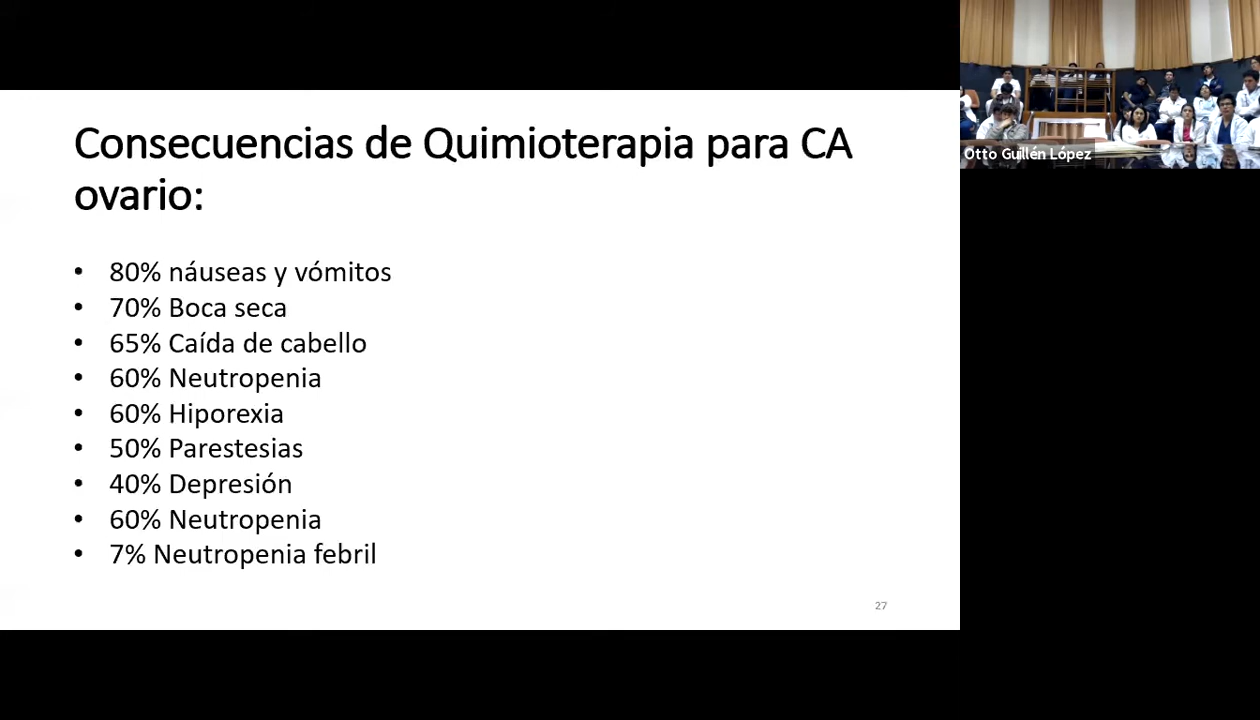 Consecuencias de Quimioterapia para CA
ovario:
• 80% náuseas y vómitos
• 70% Boca seca
• 65% Caída de cabello
• 60% Neutropenia
• 60% Hiporexia
• 50% Parestesias
• 40% Depresión
• 60% Neutropenia
• 7% Neutropenia febril
27
Otto Guillén López